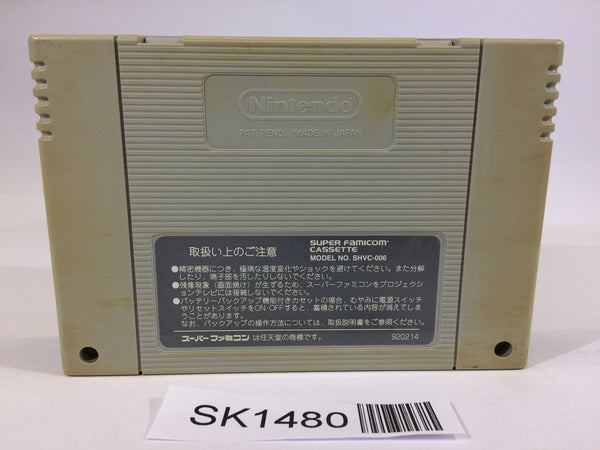 Nintendo
PAT. PEND. MADE IN JAPAN
取扱い上のご注意
SUPER FAMICOM
CASSETTE
MODEL NO. SHVC-006
●精密機器につき、極端な温度変化やショックを避けてください。また分解
したり、端子部を汚したりしないでください。
●残像現象（画面焼け）が生ずるため、スーパーファミコンをプロジェクシ
ョンテレビには接続しないでください。
●バッテリーバックアップ機能付きカセットの場合、むやみに電源スイッチ
やリセットスイッチをON・OFFすると、蓄積されている内容が消えてしま
うことがあります。
なお、バックアップの操作方法については、取扱説明書をご参照ください。
スーパーファミコン は任天堂の商標です。
920214
SK1480